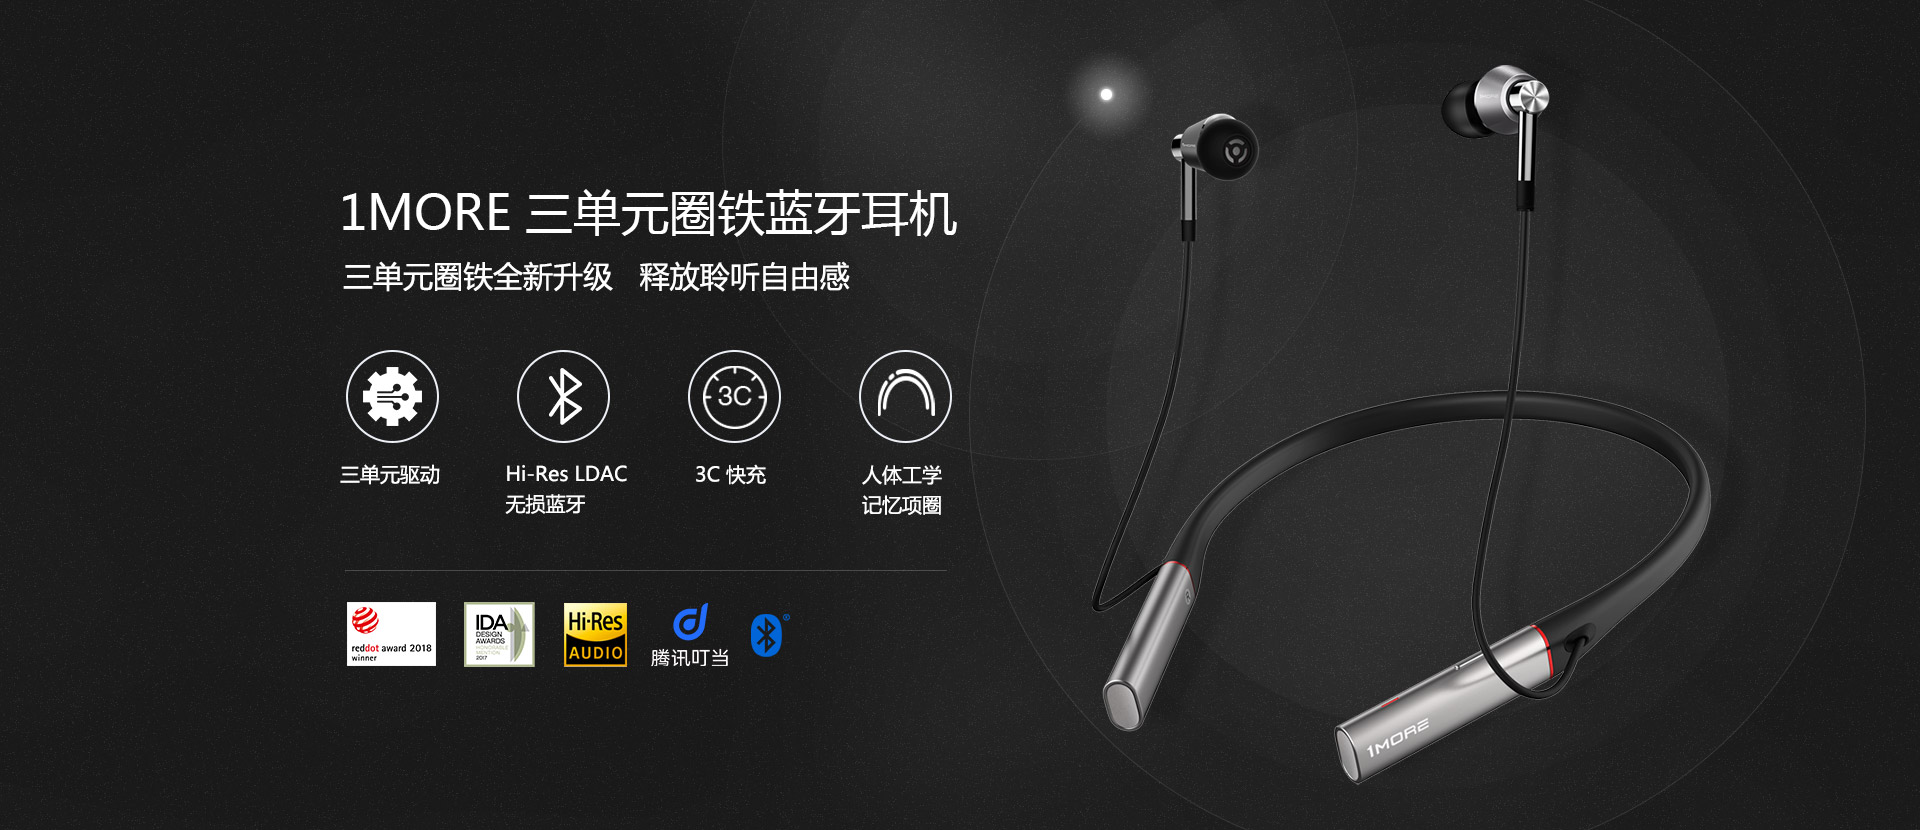 1MORE 三单元圈铁蓝牙耳机
三单元圈铁全新升级 释放聆听自由感
3C
三单元驱动
Hi-Res LDAC
无损蓝牙
3C 快充
人体工学
记忆项圈
reddot award 2018
winner
IDA
DESIGN
AWARDS
HONORABLE
MENTION
2017
Hi-Res
AUDIO
腾讯叮当
®
1MORE